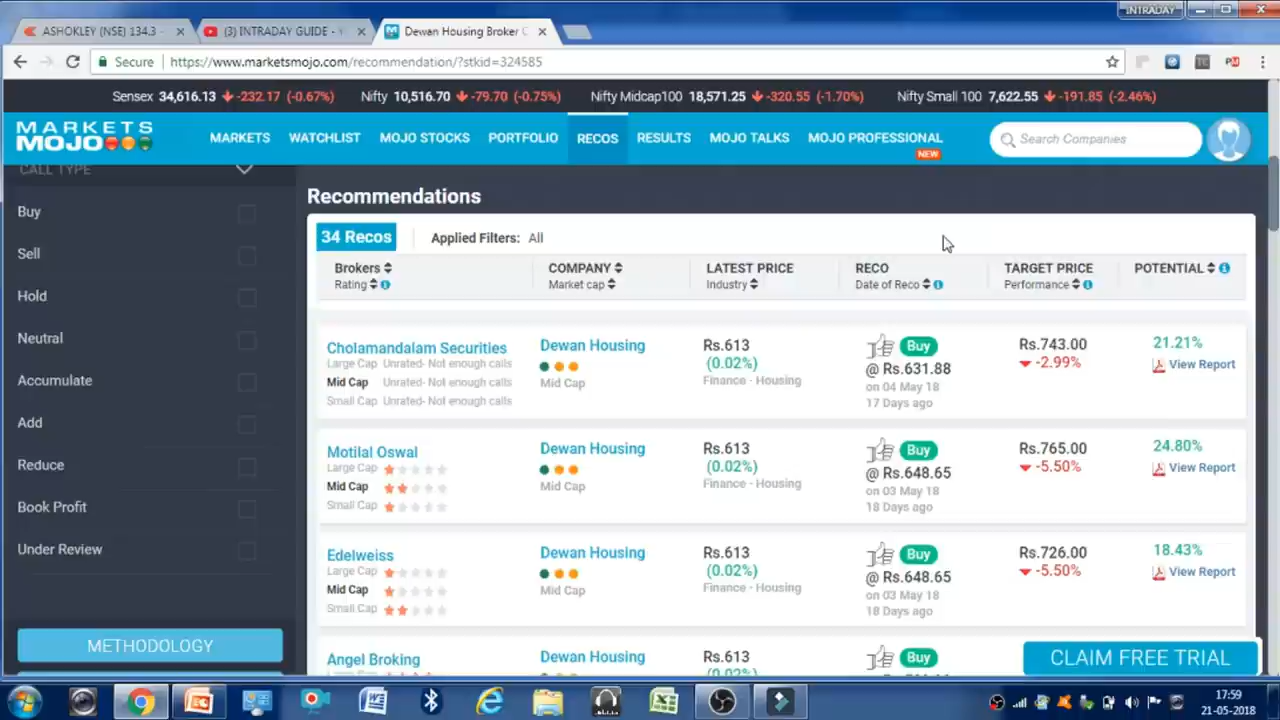 INTRADAY
ASHOKLEY (NSE) 134.3
(3) INTRADAY GUIDE -
Dewan Housing Broker
Secure
https://www.marketsmojo.com/recommendation/?stkid=324585
Sensex 34,616.13 -232.17 (-0.67%) Nifty 10,516.70 -79.70 (-0.75%) Nifty Midcap100 18,571.25 -320.55 (-1.70%) Nifty Small 100 7,622.55 -191.85 (-2.46%)
MARKETS
MOJO
MARKETS WATCHLIST MOJO STOCKS PORTFOLIO RECOS RESULTS MOJO TALKS MOJO PROFESSIONAL
NEW
Search Companies
CALL TYPE
Buy
Sell
Hold
Neutral
Accumulate
Add
Reduce
Book Profit
Under Review
METHODOLOGY
Recommendations
34 Recos Applied Filters: All
Brokers COMPANY LATEST PRICE RECO TARGET PRICE POTENTIAL
Rating Market cap Industry Date of Reco Performance
Cholamandalam Securities Dewan Housing Rs.613 Buy Rs.743.00 21.21%
Large Cap Unrated- Not enough calls (0.02%) @ Rs.631.88 -2.99% View Report
Mid Cap Unrated- Not enough calls Mid Cap Finance - Housing on 04 May 18
Small Cap Unrated- Not enough calls 17 Days ago
Motilal Oswal Dewan Housing Rs.613 Buy Rs.765.00 24.80%
Large Cap (0.02%) @ Rs.648.65 -5.50% View Report
Mid Cap Mid Cap Finance - Housing on 03 May 18
Small Cap 18 Days ago
Edelweiss Dewan Housing Rs.613 Buy Rs.726.00 18.43%
Large Cap (0.02%) @ Rs.648.65 -5.50% View Report
Mid Cap Mid Cap Finance - Housing on 03 May 18
Small Cap 18 Days ago
Angel Broking Dewan Housing Rs.613 Buy
CLAIM FREE TRIAL
17:59
21-05-2018